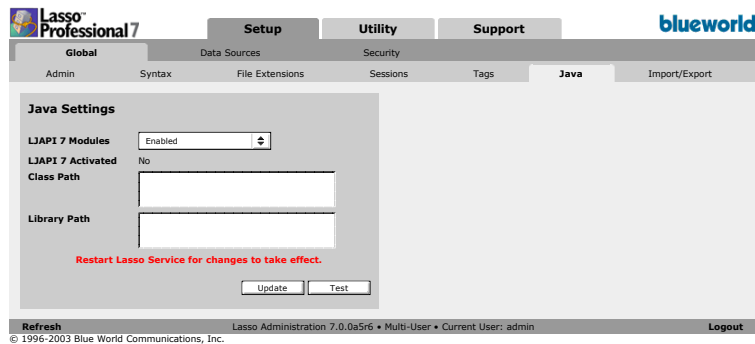 Lasso™
Professional 7
Setup Utility Support
blueworld
Global Data Sources Security
Admin Syntax File Extensions Sessions Tags Java Import/Export
Java Settings
LJAPI 7 Modules Enabled
LJAPI 7 Activated No
Class Path
Library Path
Restart Lasso Service for changes to take effect.
Update Test
Refresh Lasso Administration 7.0.0a5r6 • Multi-User • Current User: admin Logout
© 1996-2003 Blue World Communications, Inc.